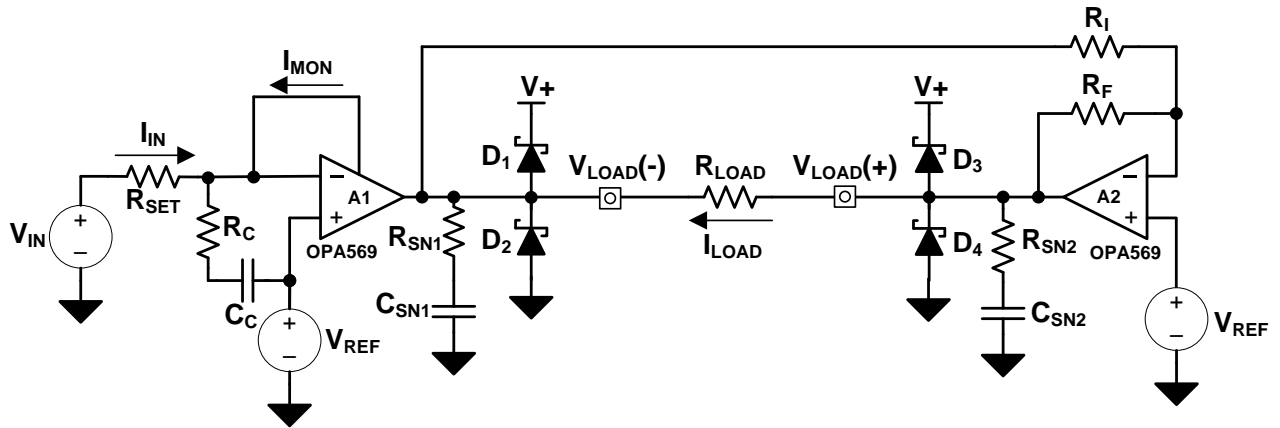 R_I
I_MON
R_F
V+
V+
I_IN
D_1
V_LOAD(-)
R_LOAD
V_LOAD(+)
D_3
−
A1
+
−
A2
+
R_SET
V_IN
+
−
R_C
OPA569
R_SN1
D_2
I_LOAD
D_4
R_SN2
OPA569
C_C
C_SN1
C_SN2
+
−
V_REF
+
−
V_REF